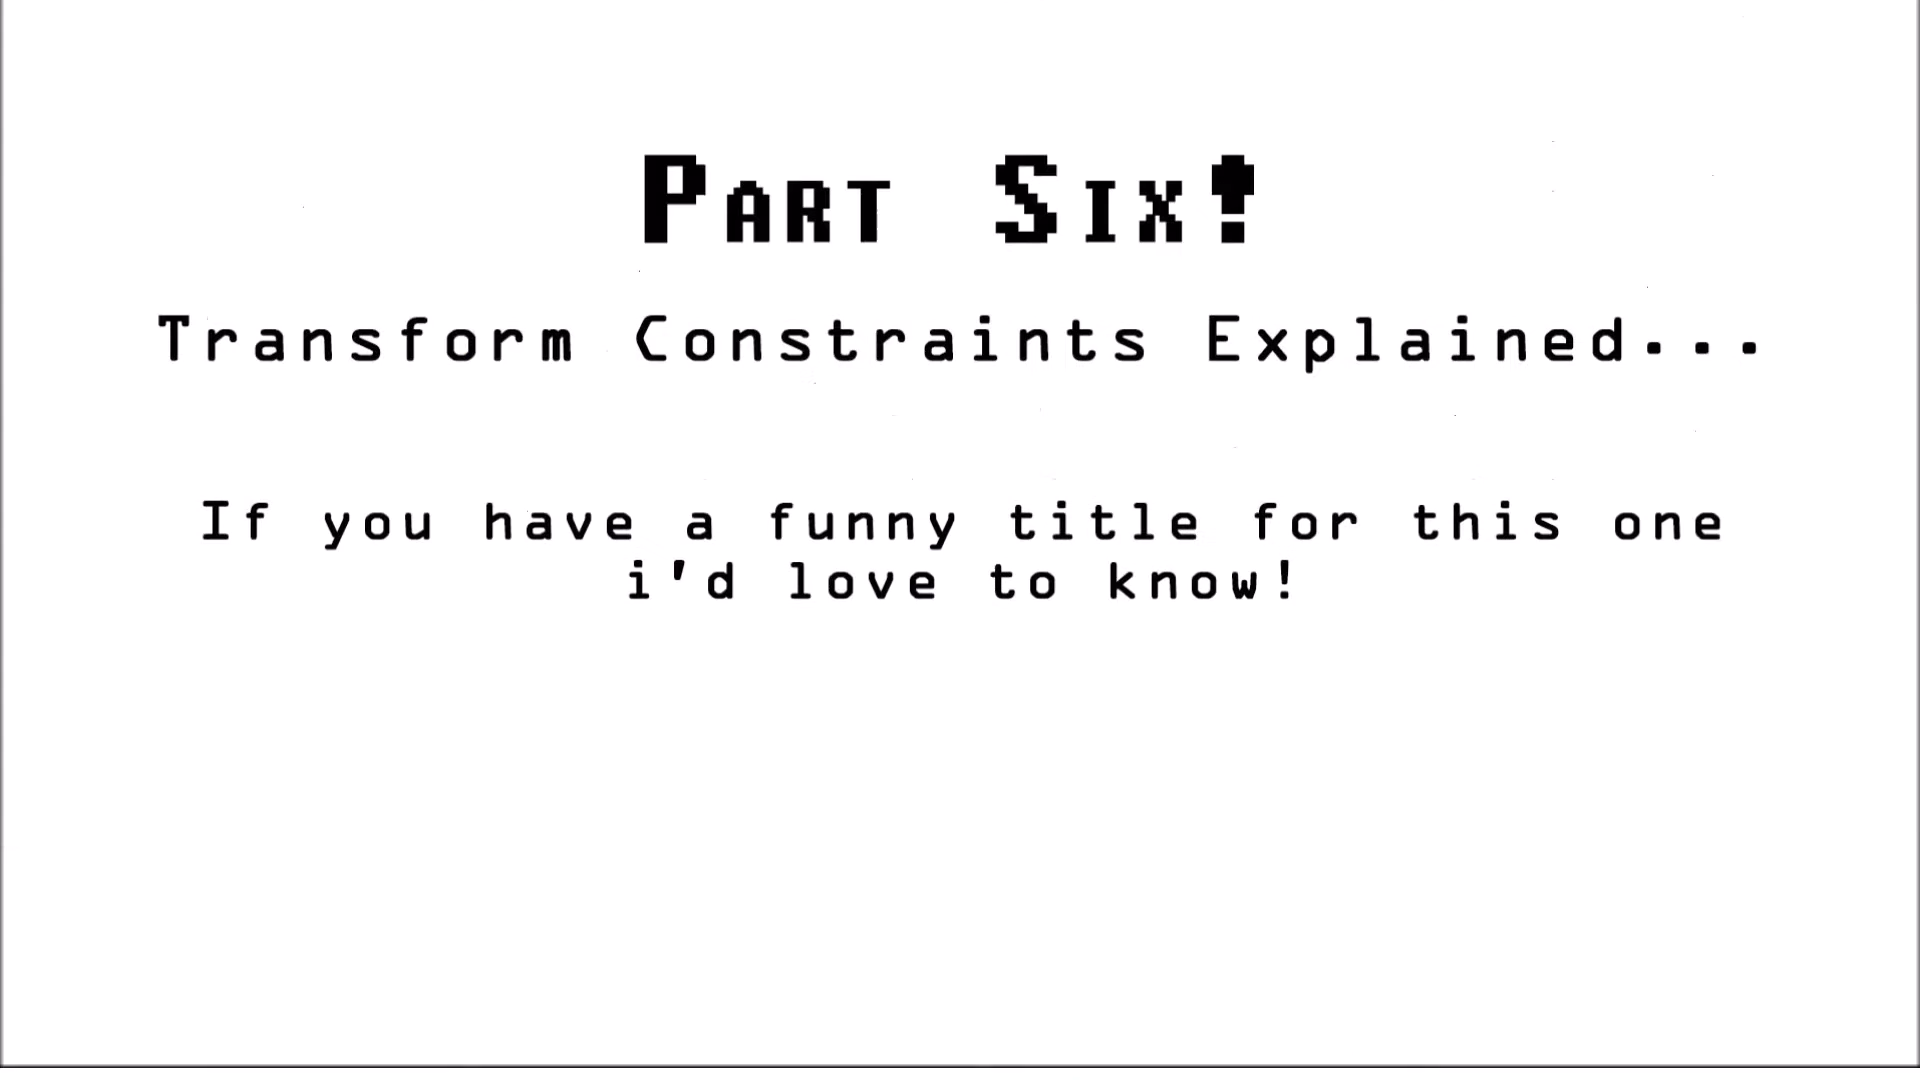 Part Six!
Transform Constraints Explained...
If you have a funny title for this one
i'd love to know!